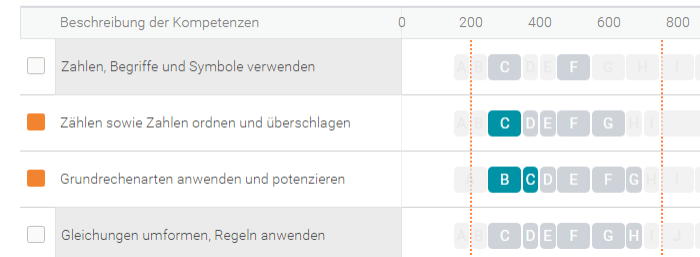 Beschreibung der Kompetenzen 0 200 400 600 800
Zahlen, Begriffe und Symbole verwenden A B C D E F G H I
Zählen sowie Zahlen ordnen und überschlagen A B C D E F G H I
Grundrechenarten anwenden und potenzieren A B C D E F G H I
Gleichungen umformen, Regeln anwenden A B C D E F G H I J